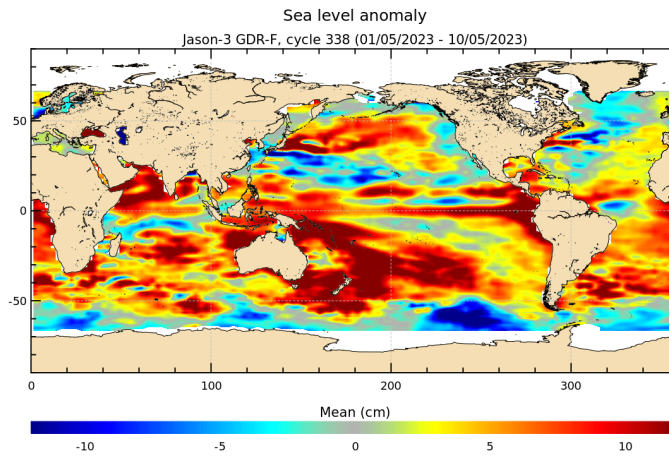 Sea level anomaly
Jason-3 GDR-F, cycle 338 (01/05/2023 - 10/05/2023)
50
0
-50
0 100 200 300
Mean (cm)
-10 -5 0 5 10